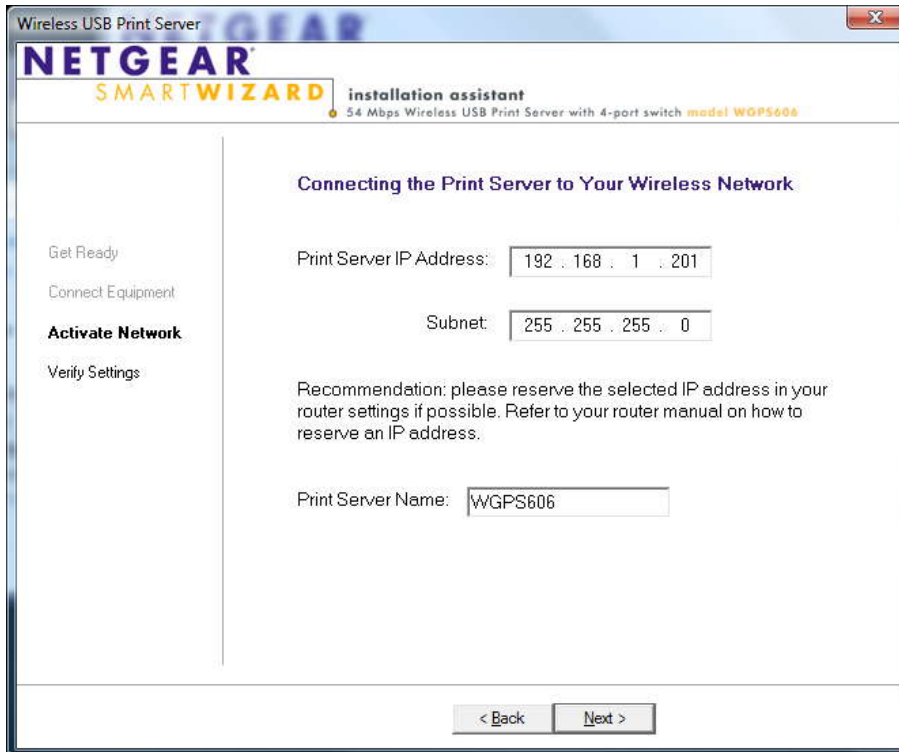 Wireless USB Print Server
NETGEAR
NETGEAR
SMARTWIZARD
installation assistant
54 Mbps Wireless USB Print Server with 4-port switch model WGPS606
Get Ready
Connect Equipment
Activate Network
Verify Settings
Connecting the Print Server to Your Wireless Network
Print Server IP Address: 192 . 168 . 1 . 201
Subnet: 255 . 255 . 255 . 0
Recommendation: please reserve the selected IP address in your
router settings if possible. Refer to your router manual on how to
reserve an IP address.
Print Server Name: WGPS606
< Back Next >